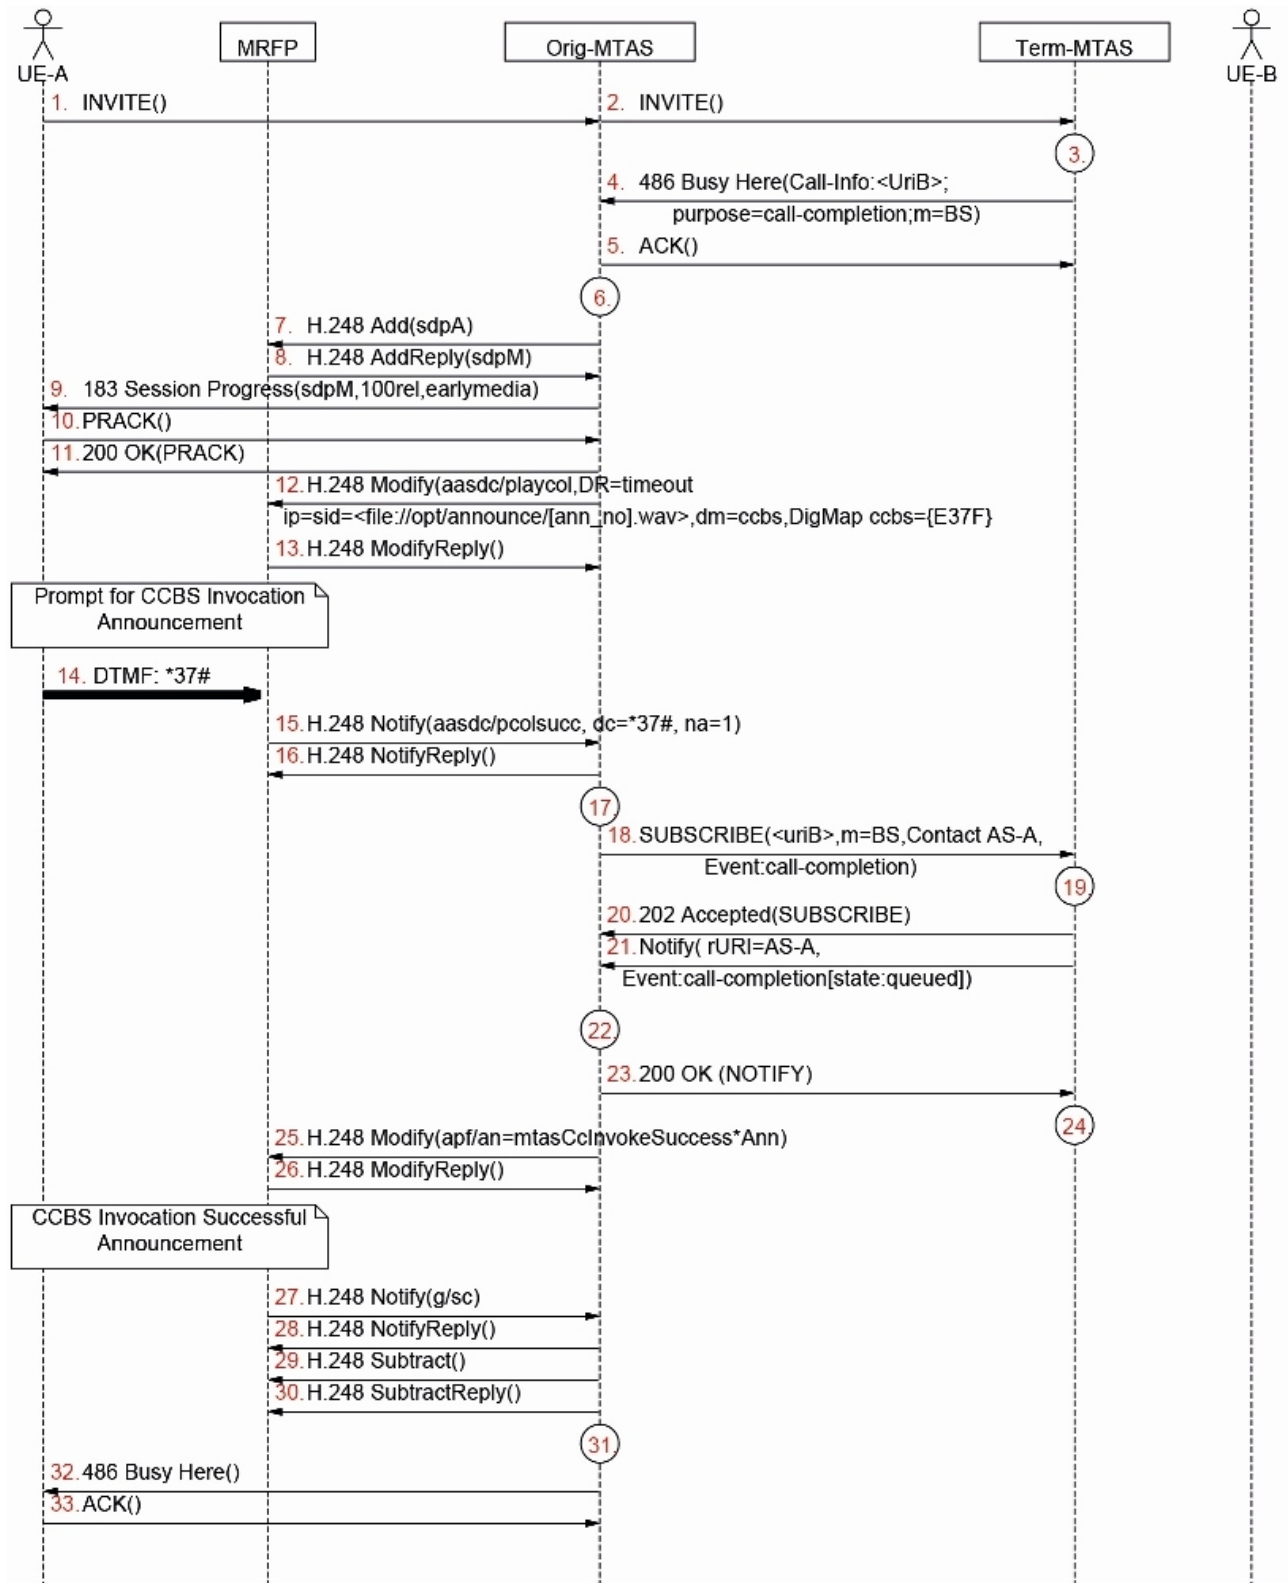 UE-A
MRFP
Orig-MTAS
Term-MTAS
UE-B
1. INVITE()
2. INVITE()
3.
4. 486 Busy Here(Call-Info:<UriB>;
purpose=call-completion;m=BS)
5. ACK()
6.
7. H.248 Add(sdpA)
8. H.248 AddReply(sdpM)
9. 183 Session Progress(sdpM,100rel,earlymedia)
10. PRACK()
11. 200 OK(PRACK)
12. H.248 Modify(aasdc/playcol,DR=timeout
ip=sid=<file://opt/announce/[ann_no].wav>,dm=ccbs,DigMap ccbs={E37F}
13. H.248 ModifyReply()
Prompt for CCBS Invocation
Announcement
14. DTMF: *37#
15. H.248 Notify(aasdc/pcolsucc, dc=*37#, na=1)
16. H.248 NotifyReply()
17.
18. SUBSCRIBE(<uriB>,m=BS,Contact AS-A,
Event:call-completion)
19.
20. 202 Accepted(SUBSCRIBE)
21. Notify( rURI=AS-A,
Event:call-completion[state:queued])
22.
23. 200 OK (NOTIFY)
24.
25. H.248 Modify(apf/an=mtasCcInvokeSuccess*Ann)
26. H.248 ModifyReply()
CCBS Invocation Successful
Announcement
27. H.248 Notify(g/sc)
28. H.248 NotifyReply()
29. H.248 Subtract()
30. H.248 SubtractReply()
31.
32. 486 Busy Here()
33. ACK()